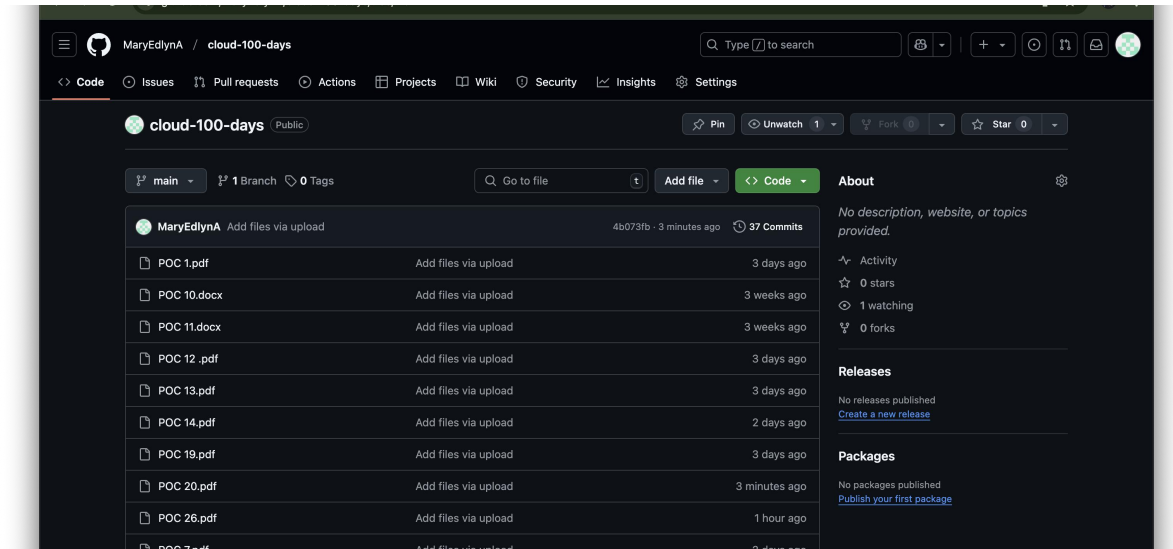 MaryEdlynA / cloud-100-days
Type / to search
Code Issues Pull requests Actions Projects Wiki Security Insights Settings
cloud-100-days Public
Pin Unwatch 1 Fork 0 Star 0
main 1 Branch 0 Tags
Go to file t Add file Code
MaryEdlynA Add files via upload 4b073fb · 3 minutes ago 37 Commits
POC 1.pdf Add files via upload 3 days ago
POC 10.docx Add files via upload 3 weeks ago
POC 11.docx Add files via upload 3 weeks ago
POC 12 .pdf Add files via upload 3 days ago
POC 13.pdf Add files via upload 3 days ago
POC 14.pdf Add files via upload 2 days ago
POC 19.pdf Add files via upload 3 days ago
POC 20.pdf Add files via upload 3 minutes ago
POC 26.pdf Add files via upload 1 hour ago
About
No description, website, or topics
provided.
Activity
0 stars
1 watching
0 forks
Releases
No releases published
Create a new release
Packages
No packages published
Publish your first package